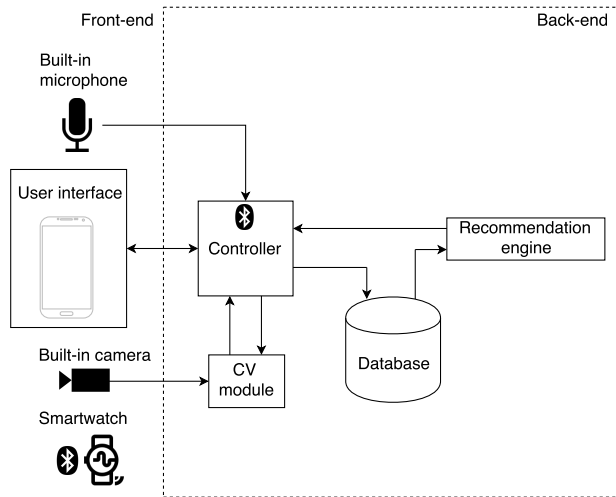 Front-end
Back-end
Built-in
microphone
User interface
Controller
Recommendation
engine
Database
Built-in camera
CV
module
Smartwatch